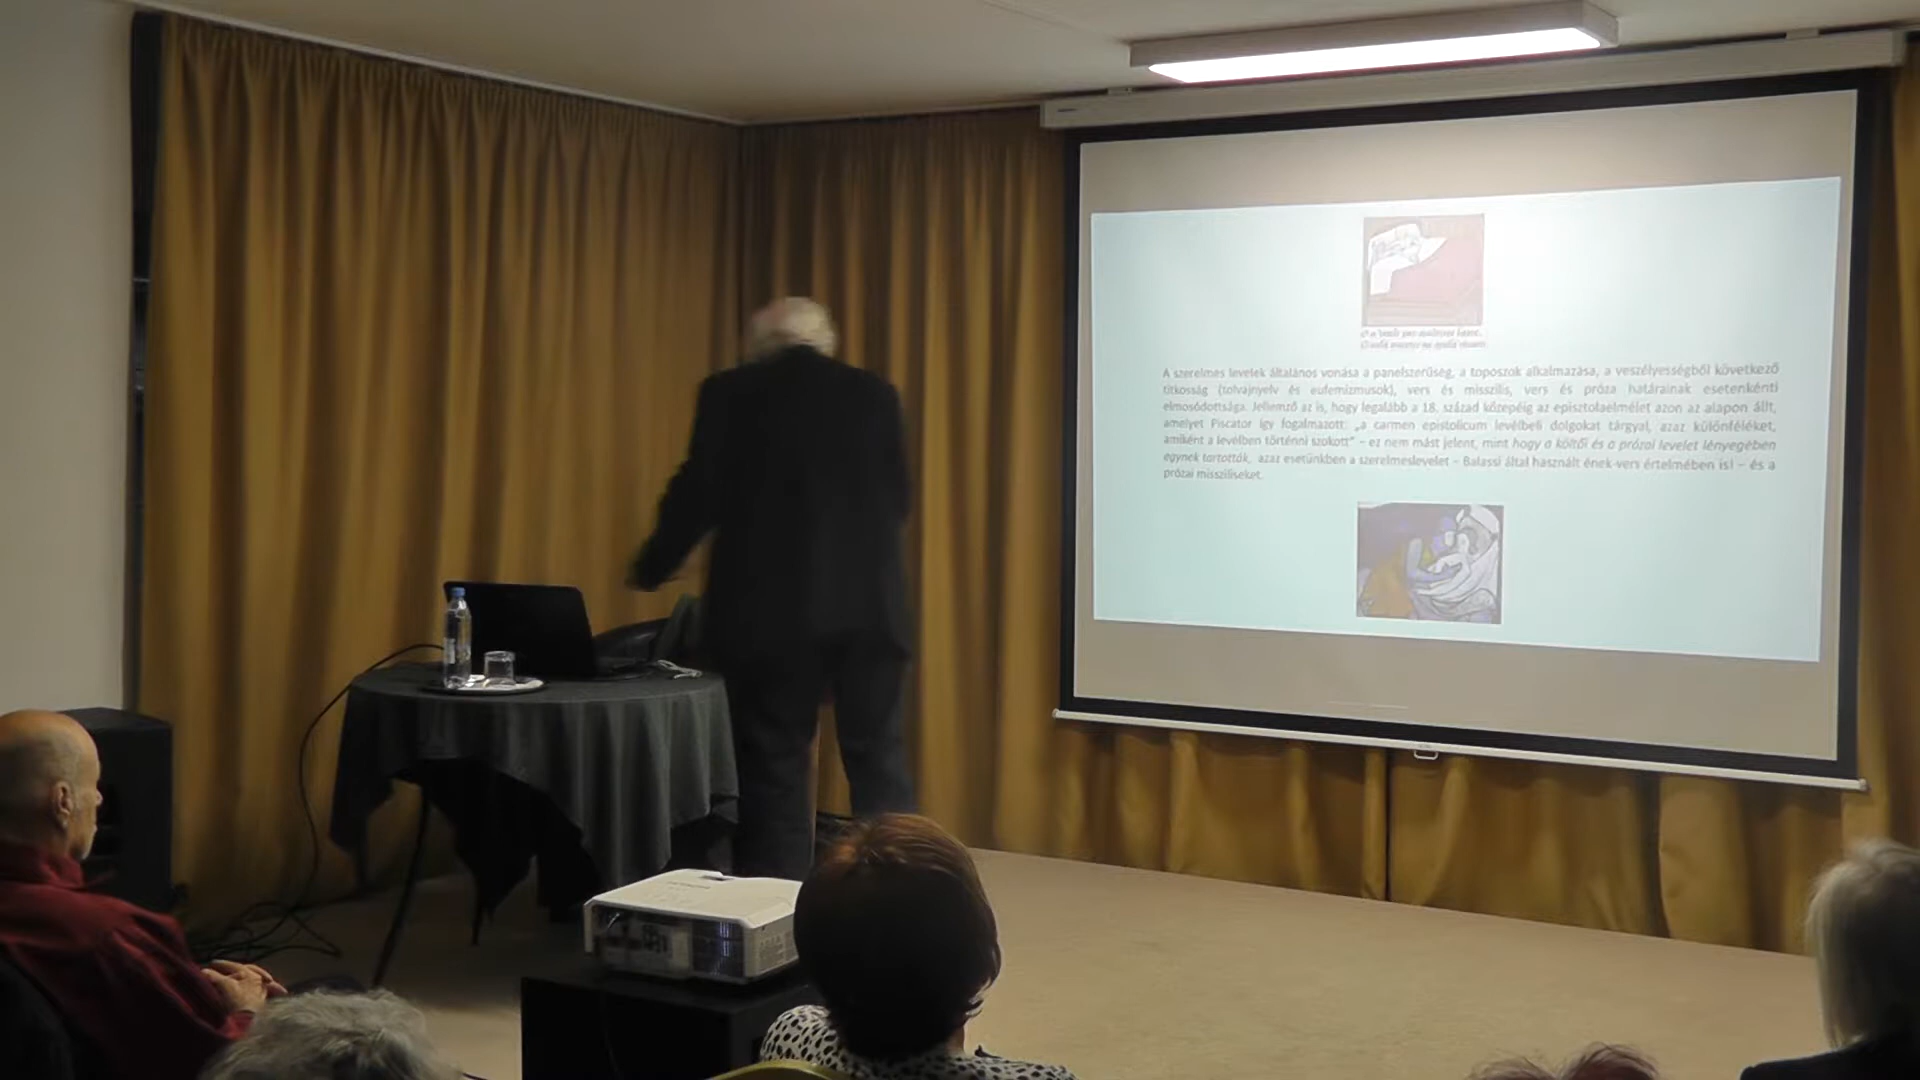 A szerelmes levelek általános vonása a panelszerűség, a toposzok alkalmazása, a veszélyességből következő
titkosság (tolvajnyelv és eufemizmusok), vers és misszilis, vers és próza határainak esetenkénti
elmosódottsága. Jellemző az is, hogy legalább a 18. század közepéig az episztolaelmélet azon az alapon állt,
amelyet Piscator így fogalmazott: „a carmen epistolicum levélbeli dolgokat tárgyal, azaz különféléket,
amiként a levélben történni szokott” – ez nem mást jelent, mint hogy a költői és a prózai levelet lényegében
egynek tartották, azaz esetünkben a szerelmeslevelet – Balassi által használt ének-vers értelmében is! – és a
prózai missziliseket.